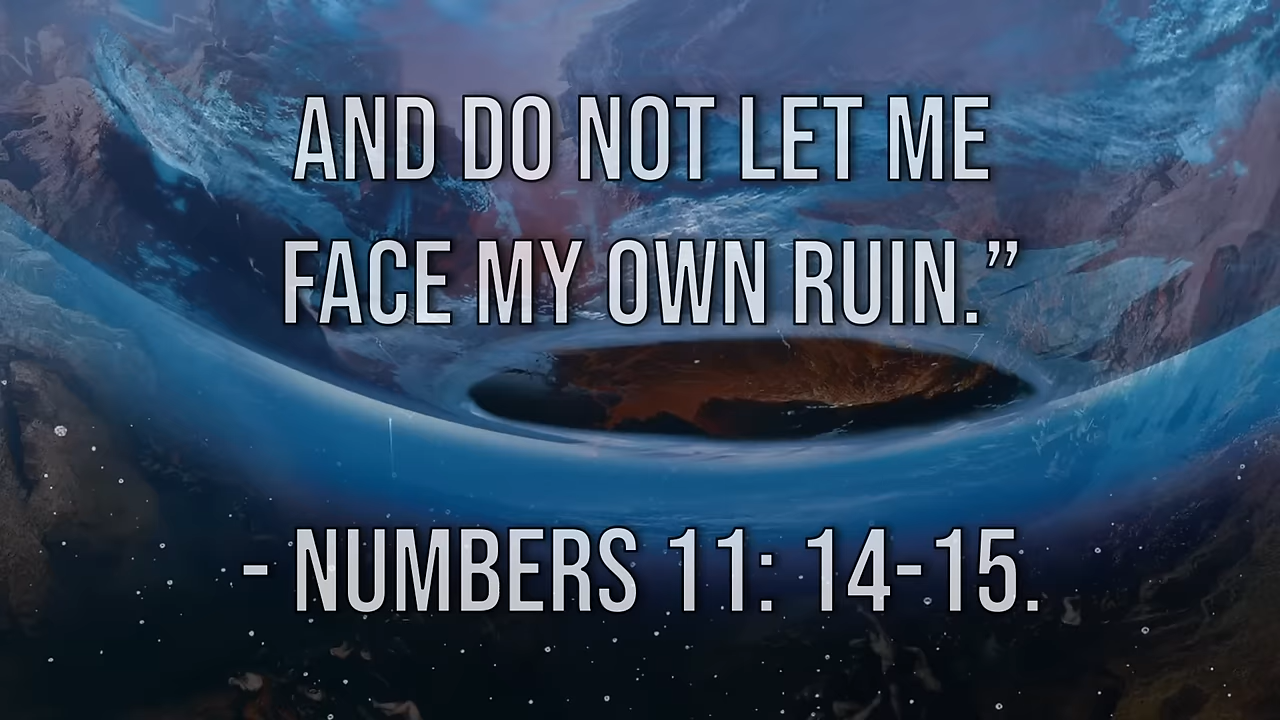 AND DO NOT LET ME
FACE MY OWN RUIN.”
- NUMBERS 11: 14-15.